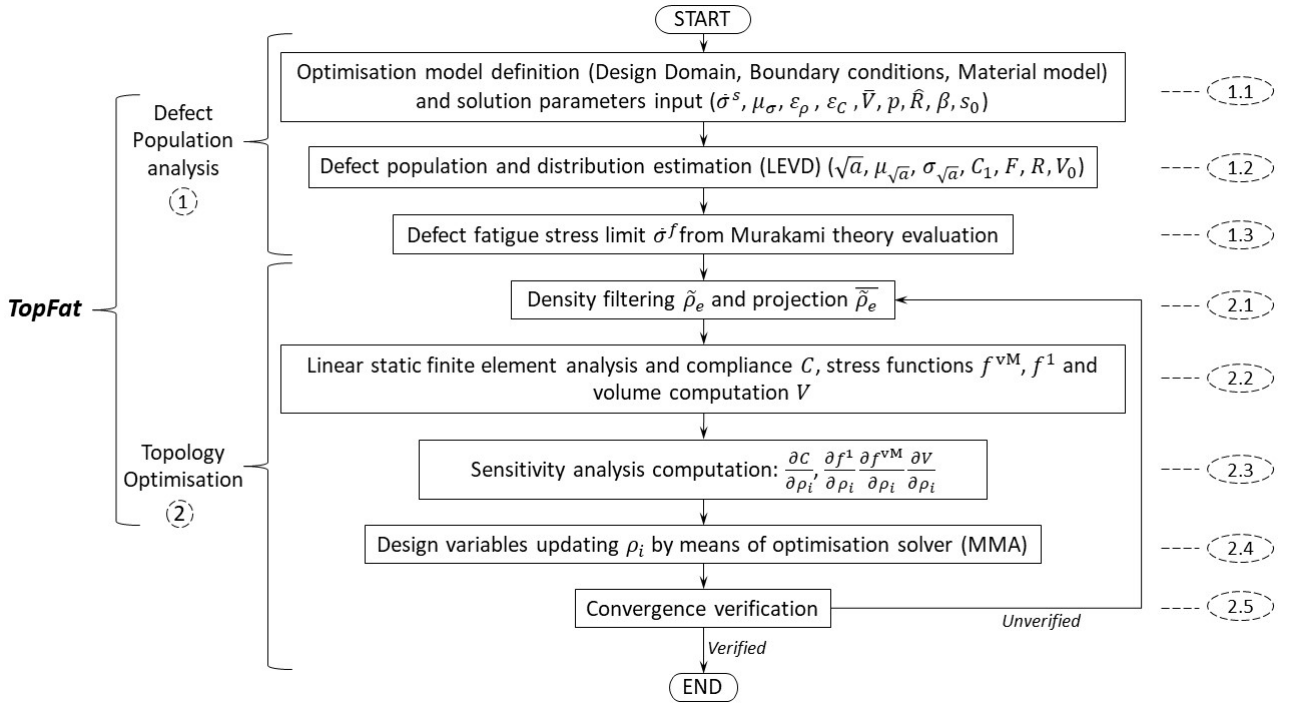 START
Optimisation model definition (Design Domain, Boundary conditions, Material model)
and solution parameters input (σ̇ˢ, μ_σ, ε_ρ , ε_C ,V̄, p, R̂, β, s₀)
1.1
Defect
Population
analysis
1
Defect population and distribution estimation (LEVD) (√a, μ_√a, σ_√a, C₁, F, R, V₀)
1.2
Defect fatigue stress limit σ̇ᶠ from Murakami theory evaluation
1.3
TopFat
Density filtering ρ̃ₑ and projection ρ̃̅ₑ
2.1
Linear static finite element analysis and compliance C, stress functions f^vM, f¹ and
volume computation V
2.2
Topology
Optimisation
2
Sensitivity analysis computation: ∂C/∂ρᵢ, ∂f¹/∂ρᵢ ∂f^vM/∂ρᵢ ∂V/∂ρᵢ
2.3
Design variables updating ρᵢ by means of optimisation solver (MMA)
2.4
Convergence verification
2.5
Unverified
Verified
END